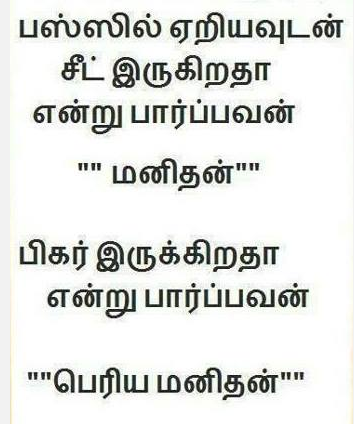 பஸ்ஸில் ஏறியவுடன்
சீட் இருகிறதா
என்று பார்ப்பவன்
"" மனிதன்""
பிகர் இருக்கிறதா
என்று பார்ப்பவன்
""பெரிய மனிதன்""